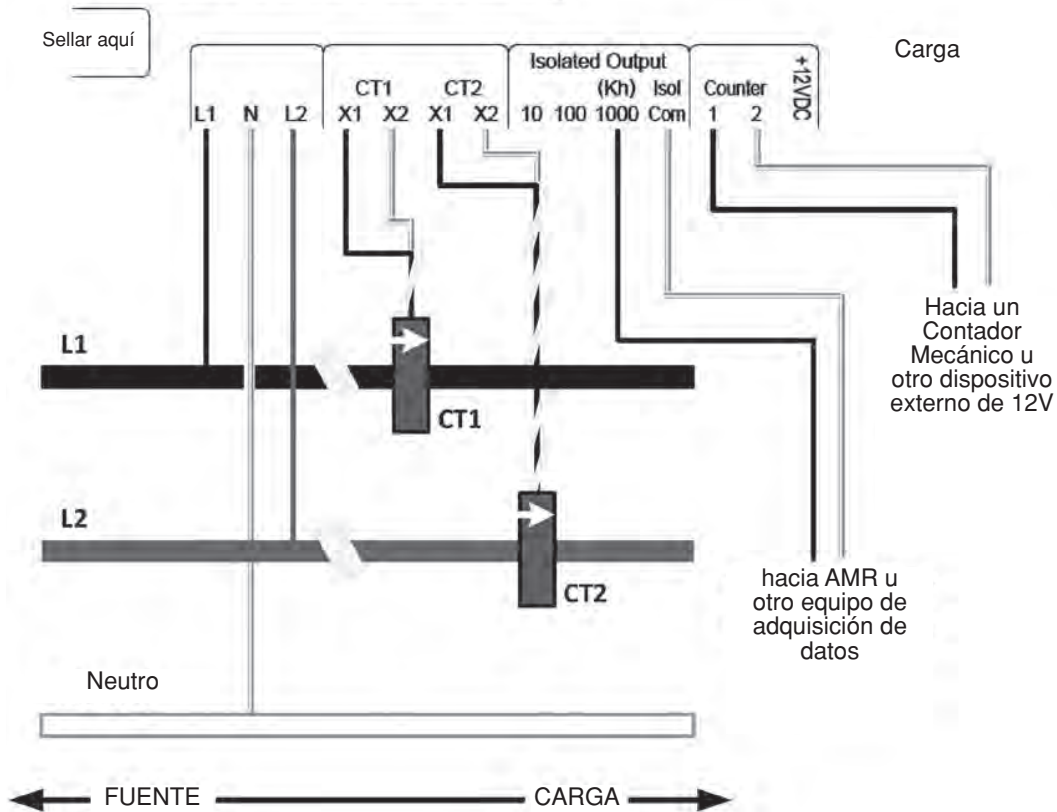 Sellar aquí
Carga
Isolated Output
+12VDC
CT1 CT2 (Kh) Isol Counter
L1 N L2 X1 X2 X1 X2 10 100 1000 Com 1 2
Hacia un
Contador
Mecánico u
otro dispositivo
externo de 12V
L1
CT1
L2
CT2
hacia AMR u
otro equipo de
adquisición de
datos
Neutro
FUENTE CARGA